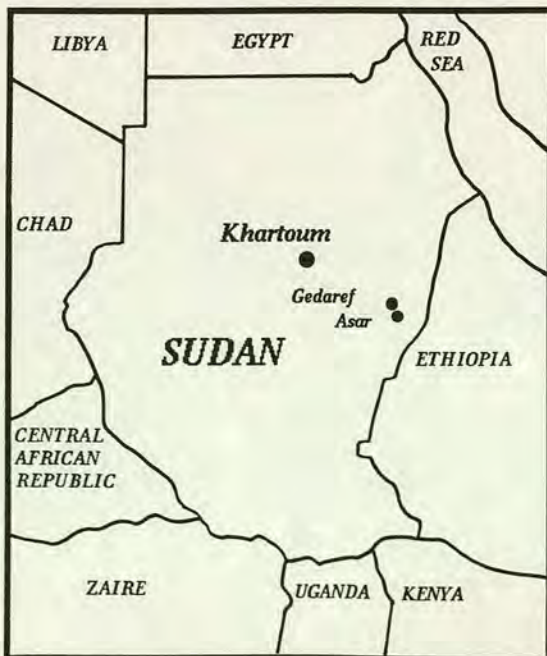 LIBYA
EGYPT
RED
SEA
CHAD
Khartoum
Gedaref
Asar
SUDAN
ETHIOPIA
CENTRAL
AFRICAN
REPUBLIC
ZAIRE
UGANDA
KENYA